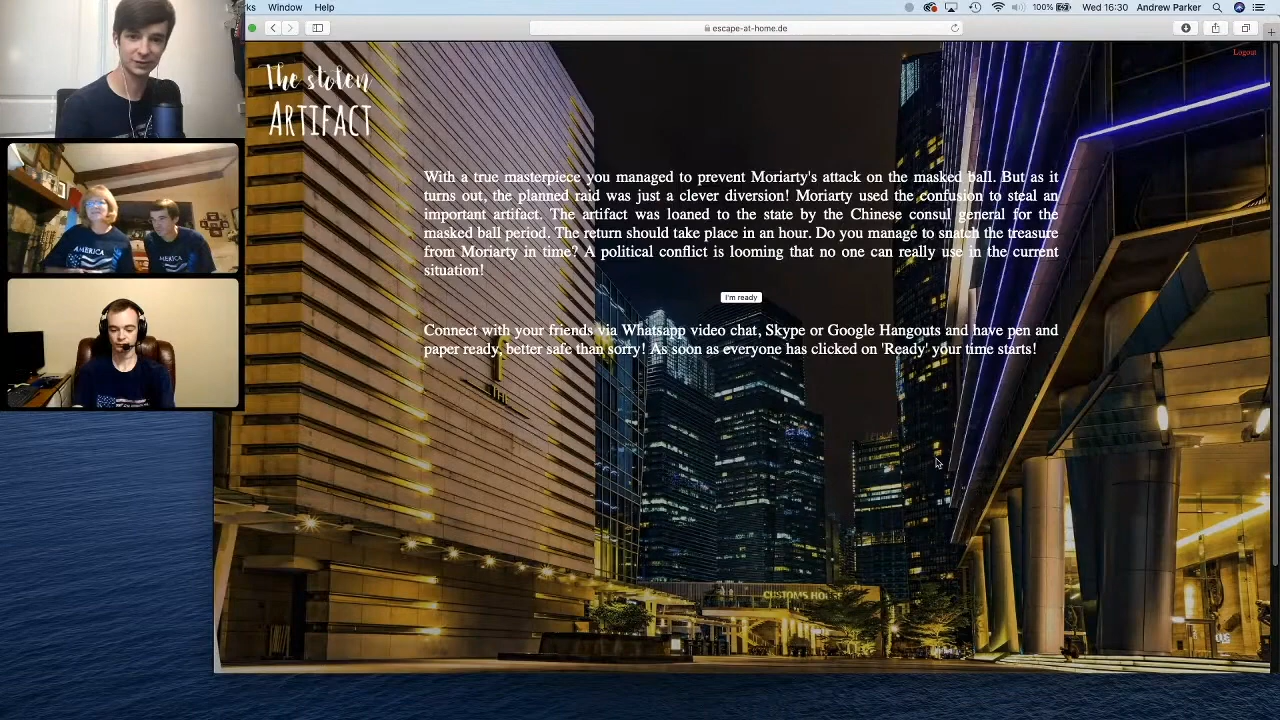 rks Window Help
100% Wed 16:30 Andrew Parker
escape-at-home.de
Logout
The stolen
ARTIFACT
With a true masterpiece you managed to prevent Moriarty's attack on the masked ball. But as it
turns out, the planned raid was just a clever diversion! Moriarty used the confusion to steal an
important artifact. The artifact was loaned to the state by the Chinese consul general for the
masked ball period. The return should take place in an hour. Do you manage to snatch the treasure
from Moriarty in time? A political conflict is looming that no one can really use in the current
situation!
I'm ready
Connect with your friends via Whatsapp video chat, Skype or Google Hangouts and have pen and
paper ready, better safe than sorry! As soon as everyone has clicked on 'Ready' your time starts!
AMERICA
AMERICA
THE
CUSTOMS HOUSE